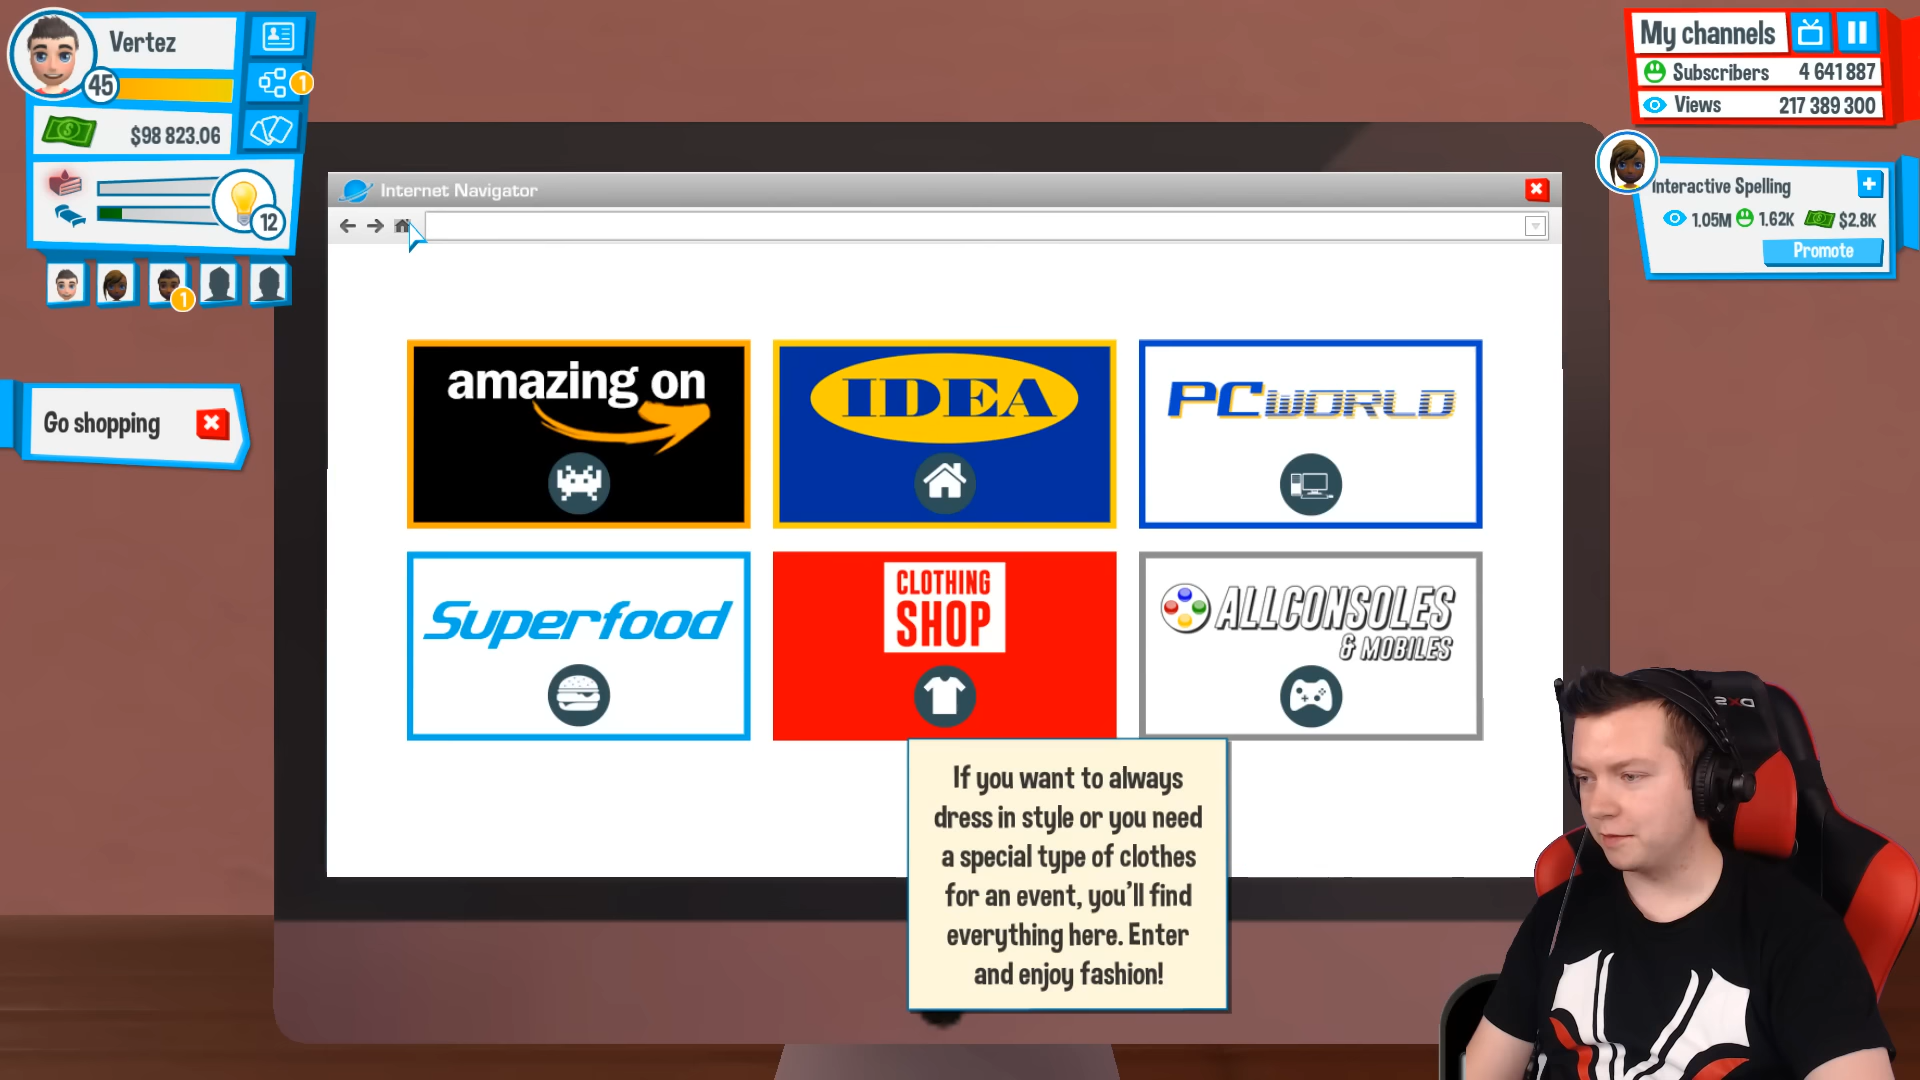 Vertez
45
1
$98 823.06
12
1
Go shopping
My channels
Subscribers 4 641 887
Views 217 389 300
Interactive Spelling
1.05M 1.62K $2.8K
Promote
Internet Navigator
amazing on
IDEA
PC WORLD
Superfood
CLOTHING
SHOP
ALLCONSOLES
& MOBILES
If you want to always
dress in style or you need
a special type of clothes
for an event, you'll find
everything here. Enter
and enjoy fashion!
DXS